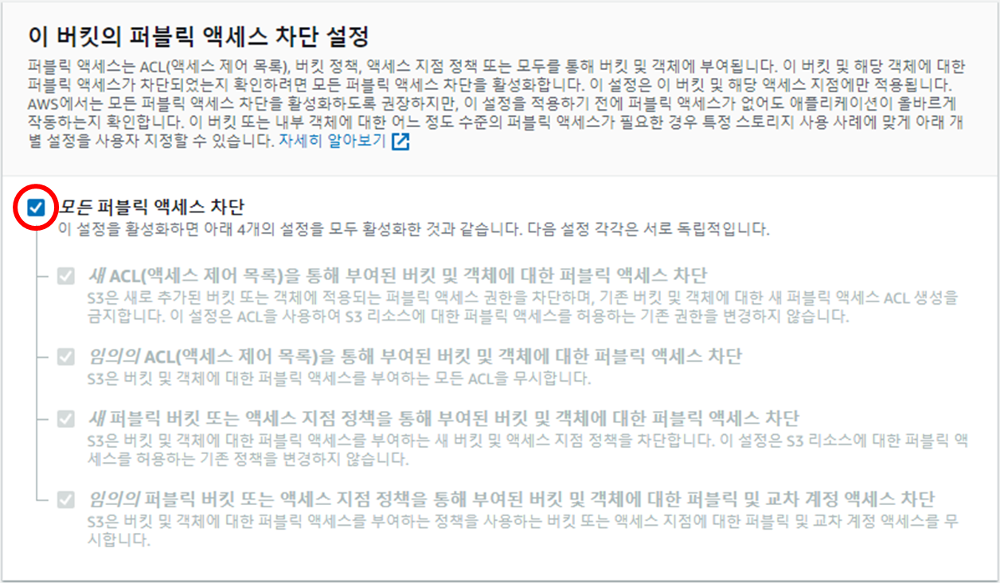 이 버킷의 퍼블릭 액세스 차단 설정
퍼블릭 액세스는 ACL(액세스 제어 목록), 버킷 정책, 액세스 지점 정책 또는 모두를 통해 버킷 및 객체에 부여됩니다. 이 버킷 및 해당 객체에 대한
퍼블릭 액세스가 차단되었는지 확인하려면 모든 퍼블릭 액세스 차단을 활성화합니다. 이 설정은 이 버킷 및 해당 액세스 지점에만 적용됩니다.
AWS에서는 모든 퍼블릭 액세스 차단을 활성화하도록 권장하지만, 이 설정을 적용하기 전에 퍼블릭 액세스가 없어도 애플리케이션이 올바르게
작동하는지 확인합니다. 이 버킷 또는 내부 객체에 대한 어느 정도 수준의 퍼블릭 액세스가 필요한 경우 특정 스토리지 사용 사례에 맞게 아래 개
별 설정을 사용자 지정할 수 있습니다. 자세히 알아보기
모든 퍼블릭 액세스 차단
이 설정을 활성화하면 아래 4개의 설정을 모두 활성화한 것과 같습니다. 다음 설정 각각은 서로 독립적입니다.
새 ACL(액세스 제어 목록)을 통해 부여된 버킷 및 객체에 대한 퍼블릭 액세스 차단
S3은 새로 추가된 버킷 또는 객체에 적용되는 퍼블릭 액세스 권한을 차단하며, 기존 버킷 및 객체에 대한 새 퍼블릭 액세스 ACL 생성을
금지합니다. 이 설정은 ACL을 사용하여 S3 리소스에 대한 퍼블릭 액세스를 허용하는 기존 권한을 변경하지 않습니다.
임의의 ACL(액세스 제어 목록)을 통해 부여된 버킷 및 객체에 대한 퍼블릭 액세스 차단
S3은 버킷 및 객체에 대한 퍼블릭 액세스를 부여하는 모든 ACL을 무시합니다.
새 퍼블릭 버킷 또는 액세스 지점 정책을 통해 부여된 버킷 및 객체에 대한 퍼블릭 액세스 차단
S3은 버킷 및 객체에 대한 퍼블릭 액세스를 부여하는 새 버킷 및 액세스 지점 정책을 차단합니다. 이 설정은 S3 리소스에 대한 퍼블릭 액
세스를 허용하는 기존 정책을 변경하지 않습니다.
임의의 퍼블릭 버킷 또는 액세스 지점 정책을 통해 부여된 버킷 및 객체에 대한 퍼블릭 및 교차 계정 액세스 차단
S3은 버킷 및 객체에 대한 퍼블릭 액세스를 부여하는 정책을 사용하는 버킷 또는 액세스 지점에 대한 퍼블릭 및 교차 계정 액세스를 무
시합니다.